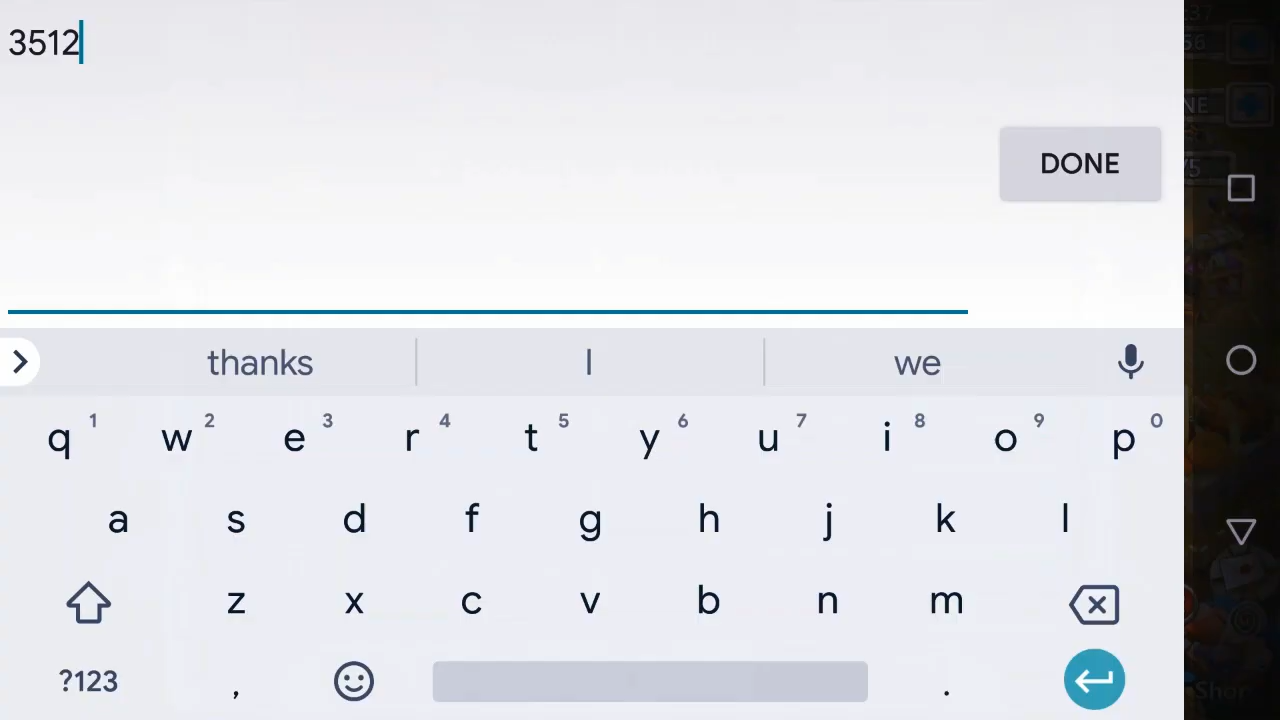 3512
DONE
thanks I we
q 1 w 2 e 3 r 4 t 5 y 6 u 7 i 8 o 9 p 0
a s d f g h j k l
z x c v b n m
?123 , .